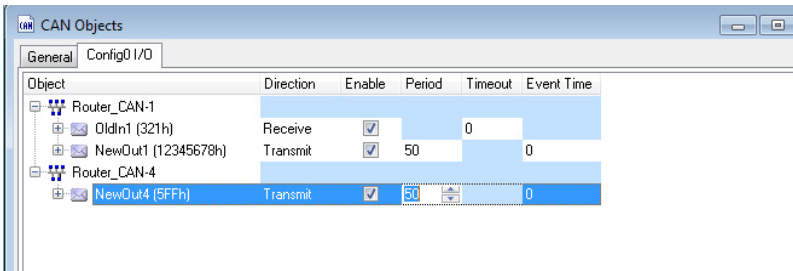 CAN CAN Objects
General Config0 I/O
Object Direction Enable Period Timeout Event Time
Router_CAN-1
OldIn1 (321h) Receive 0
NewOut1 (12345678h) Transmit 50 0
Router_CAN-4
NewOut4 (5FFh) Transmit 50 0